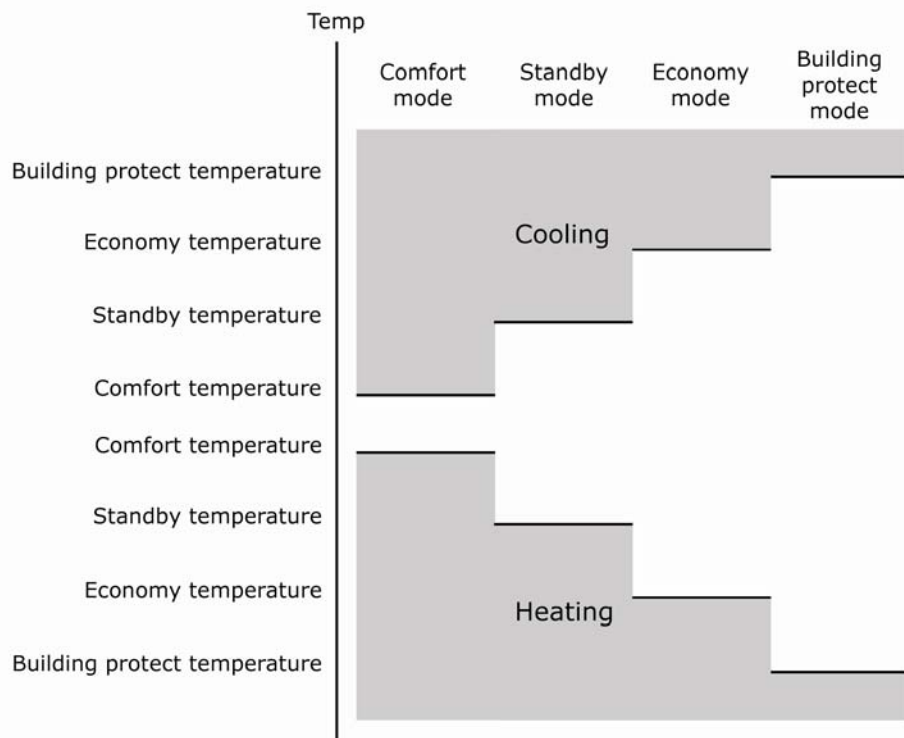 Temp
Comfort
mode
Standby
mode
Economy
mode
Building
protect
mode
Building protect temperature
Economy temperature
Cooling
Standby temperature
Comfort temperature
Comfort temperature
Standby temperature
Economy temperature
Heating
Building protect temperature